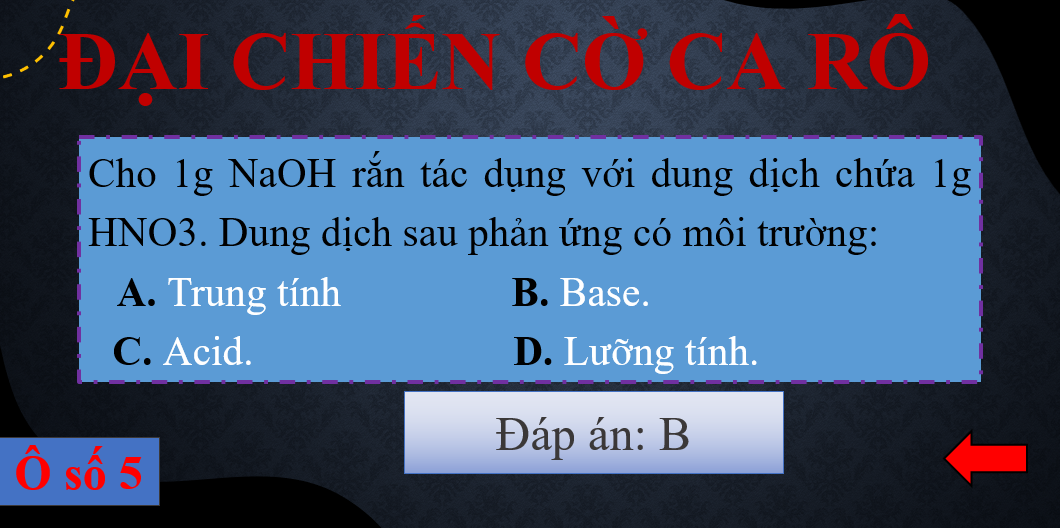 ĐẠI CHIẾN CỜ CA RÔ
Cho 1g NaOH rắn tác dụng với dung dịch chứa 1g
HNO3. Dung dịch sau phản ứng có môi trường:
A. Trung tính B. Base.
C. Acid. D. Lưỡng tính.
Đáp án: B
Ô số 5